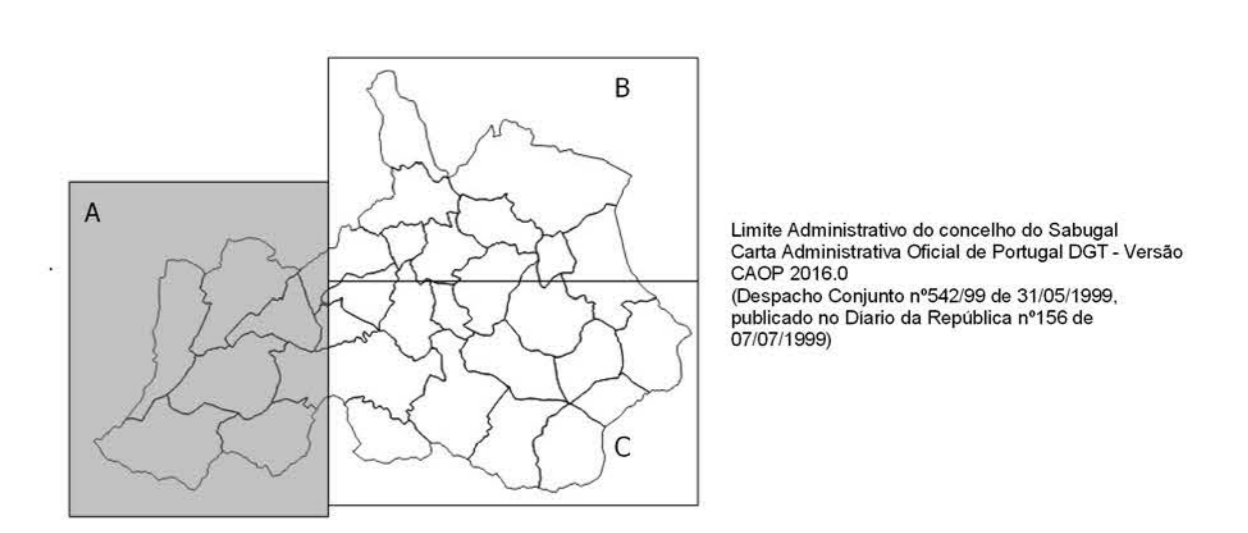 B
A
Limite Administrativo do concelho do Sabugal
Carta Administrativa Oficial de Portugal DGT - Versão
CAOP 2016.0
(Despacho Conjunto nº542/99 de 31/05/1999,
publicado no Diario da República nº156 de
07/07/1999)
C